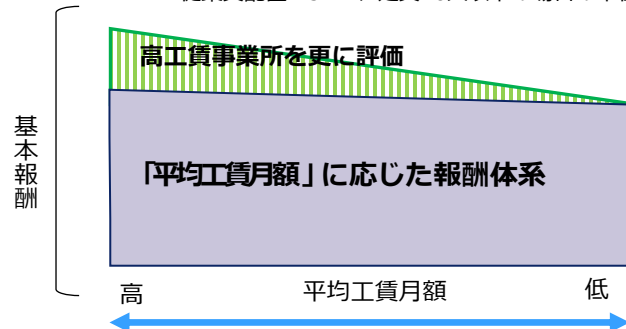 高工賃事業所を更に評価
基本報酬
「平均工賃月額」に応じた報酬体系
高
平均工賃月額
低